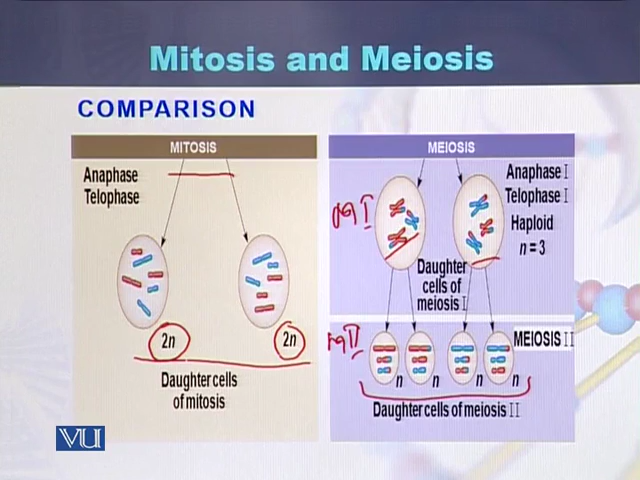 Mitosis and Meiosis
COMPARISON
MITOSIS
Anaphase
Telophase
2n
2n
Daughter cells
of mitosis
MEIOSIS
Anaphase I
Telophase I
Haploid
n = 3
Daughter
cells of
meiosis I
MEIOSIS II
n
n
n
n
Daughter cells of meiosis II
VU